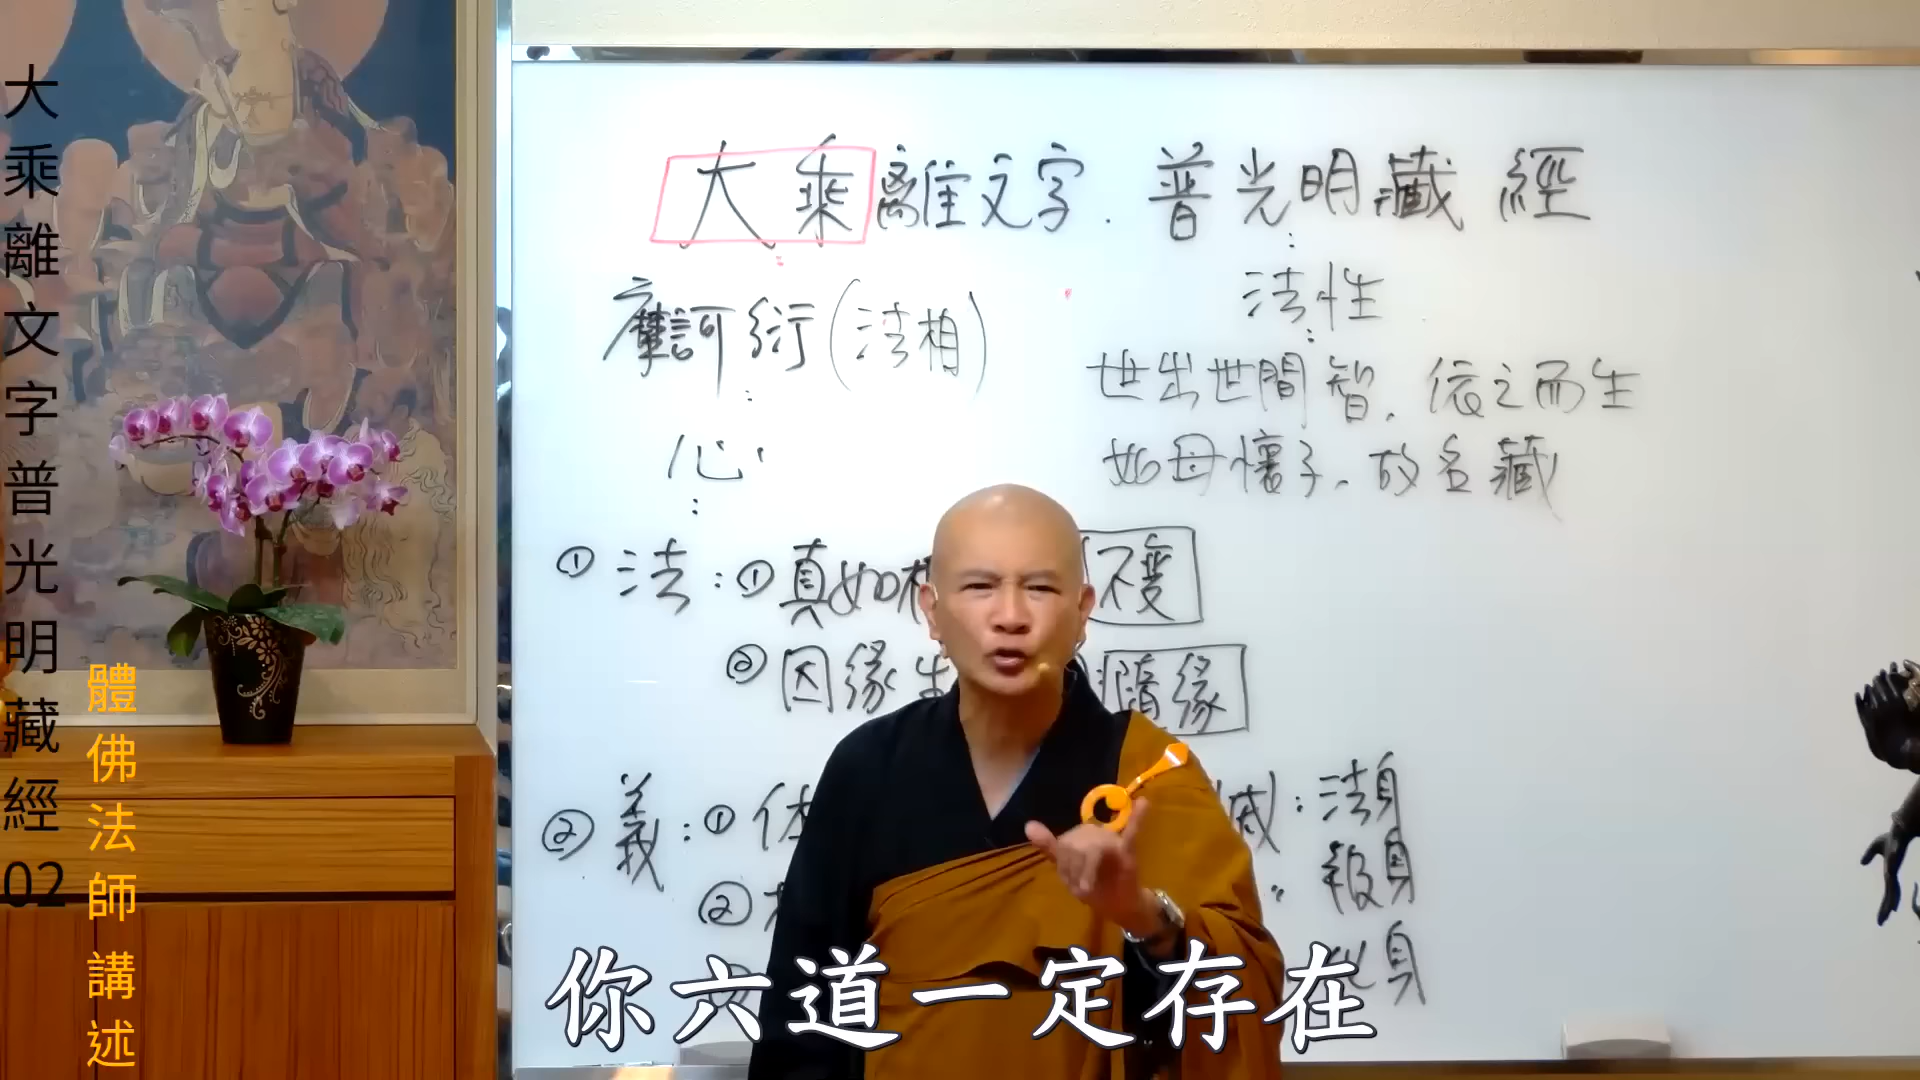 大乘離文字普光明藏經02
體佛法師講述
大乘離文字.普光明藏經
摩訶衍(法相)
法性
世出世間智.依之而生
心
如母懷子.故名藏
① 法:①真如 不變
②因緣生 隨緣
② 義:① 体 :法身
② 報身
身
你六道一定存在